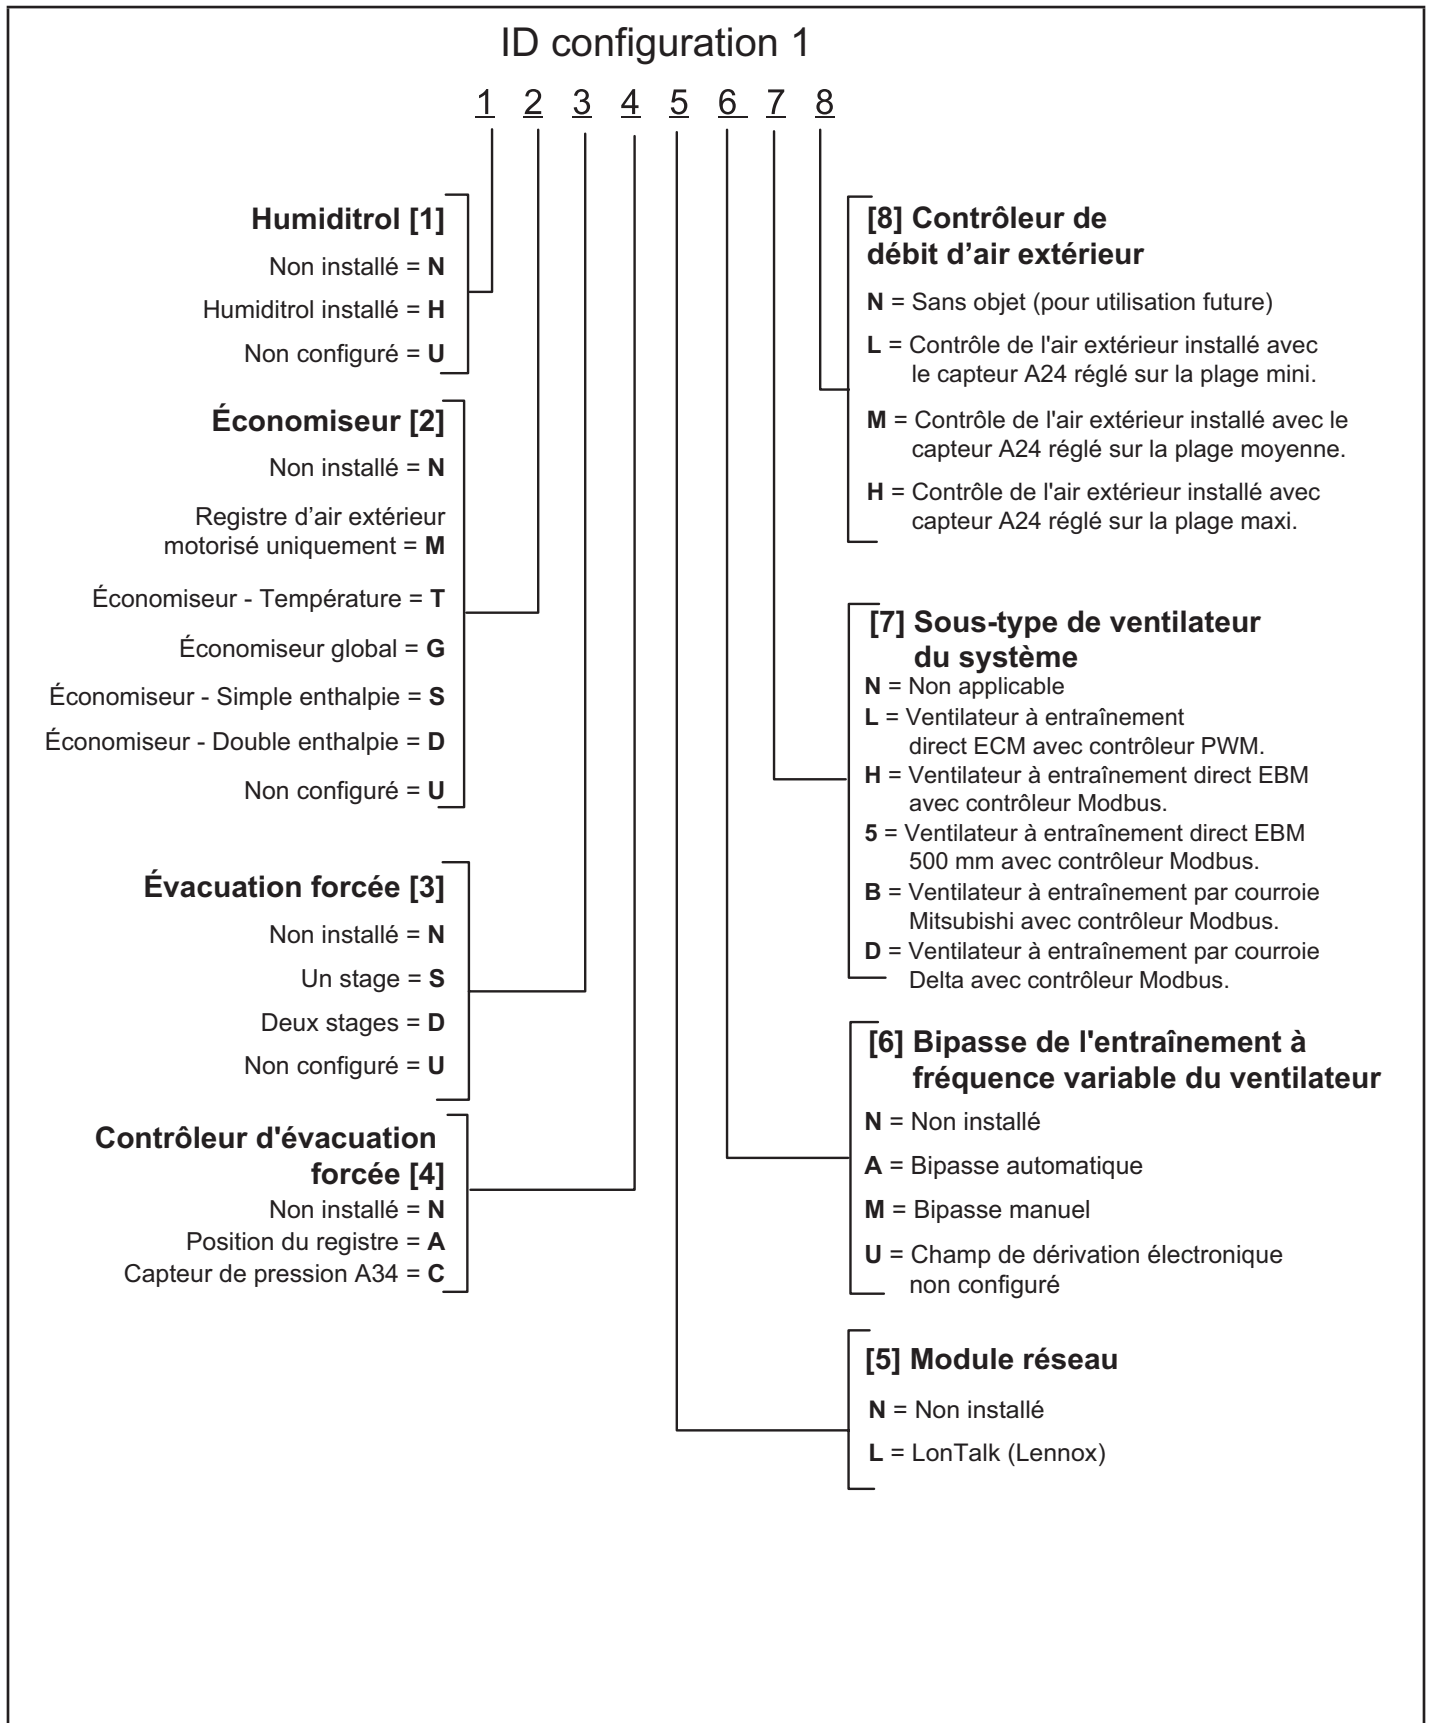 ID configuration 1
1 2 3 4 5 6 7 8
Humiditrol [1]
Non installé = N
Humiditrol installé = H
Non configuré = U
Économiseur [2]
Non installé = N
Registre d’air extérieur
motorisé uniquement = M
Économiseur - Température = T
Économiseur global = G
Économiseur - Simple enthalpie = S
Économiseur - Double enthalpie = D
Non configuré = U
Évacuation forcée [3]
Non installé = N
Un stage = S
Deux stages = D
Non configuré = U
Contrôleur d'évacuation
forcée [4]
Non installé = N
Position du registre = A
Capteur de pression A34 = C
[8] Contrôleur de
débit d’air extérieur
N = Sans objet (pour utilisation future)
L = Contrôle de l'air extérieur installé avec
le capteur A24 réglé sur la plage mini.
M = Contrôle de l'air extérieur installé avec le
capteur A24 réglé sur la plage moyenne.
H = Contrôle de l'air extérieur installé avec
capteur A24 réglé sur la plage maxi.
[7] Sous-type de ventilateur
du système
N = Non applicable
L = Ventilateur à entraînement
direct ECM avec contrôleur PWM.
H = Ventilateur à entraînement direct EBM
avec contrôleur Modbus.
5 = Ventilateur à entraînement direct EBM
500 mm avec contrôleur Modbus.
B = Ventilateur à entraînement par courroie
Mitsubishi avec contrôleur Modbus.
D = Ventilateur à entraînement par courroie
Delta avec contrôleur Modbus.
[6] Bipasse de l'entraînement à
fréquence variable du ventilateur
N = Non installé
A = Bipasse automatique
M = Bipasse manuel
U = Champ de dérivation électronique
non configuré
[5] Module réseau
N = Non installé
L = LonTalk (Lennox)